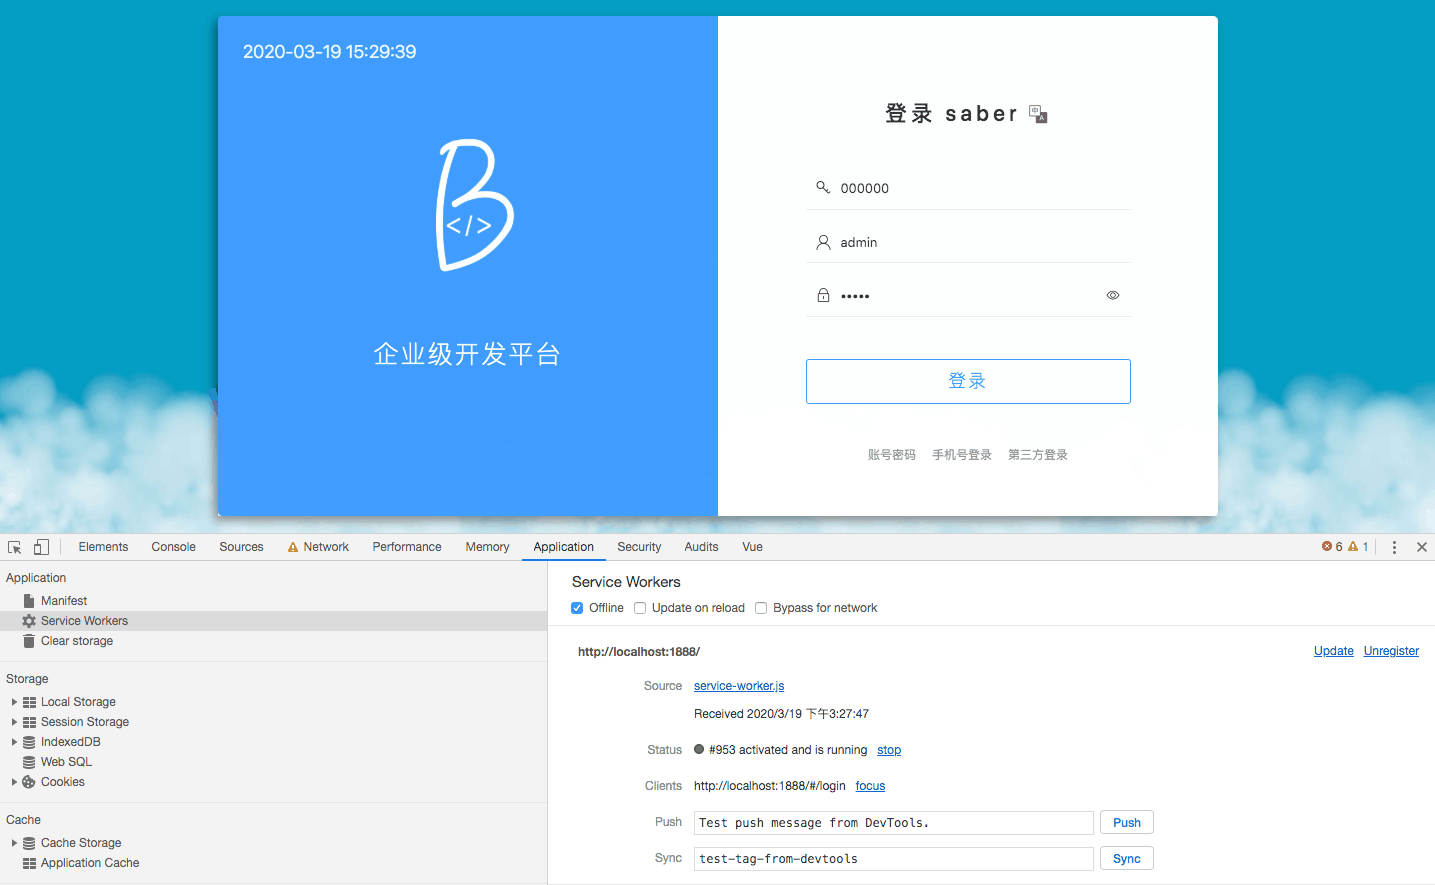 2020-03-19 15:29:39
</>
企业级开发平台
登录 saber
中 A
000000
admin
•••••
登录
账号密码 手机号登录 第三方登录
Elements Console Sources Network Performance Memory Application Security Audits Vue 6 1
Application
Manifest
Service Workers
Clear storage
Storage
Local Storage
Session Storage
IndexedDB
Web SQL
Cookies
Cache
Cache Storage
Application Cache
Service Workers
Offline Update on reload Bypass for network
http://localhost:1888/ Update Unregister
Source service-worker.js
Received 2020/3/19 下午3:27:47
Status #953 activated and is running stop
Clients http://localhost:1888/#/login focus
Push Test push message from DevTools. Push
Sync test-tag-from-devtools Sync